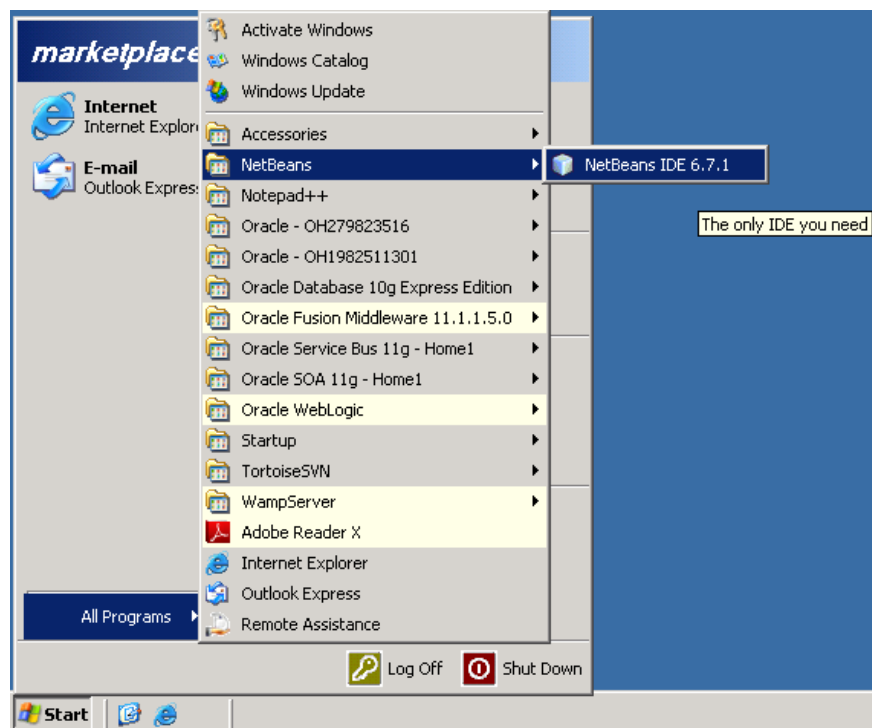 marketplace
Internet
Internet Explor
E-mail
Outlook Expres
All Programs
Activate Windows
Windows Catalog
Windows Update
Accessories
NetBeans
Notepad++
Oracle - OH279823516
Oracle - OH1982511301
Oracle Database 10g Express Edition
Oracle Fusion Middleware 11.1.1.5.0
Oracle Service Bus 11g - Home1
Oracle SOA 11g - Home1
Oracle WebLogic
Startup
TortoiseSVN
WampServer
Adobe Reader X
Internet Explorer
Outlook Express
Remote Assistance
NetBeans IDE 6.7.1
The only IDE you need
Log Off
Shut Down
Start